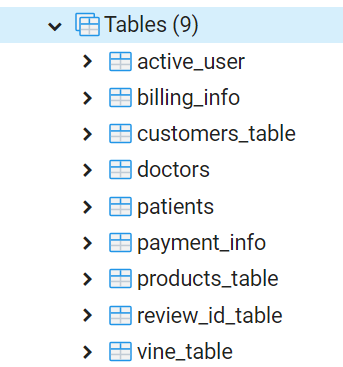 Tables (9)
active_user
billing_info
customers_table
doctors
patients
payment_info
products_table
review_id_table
vine_table